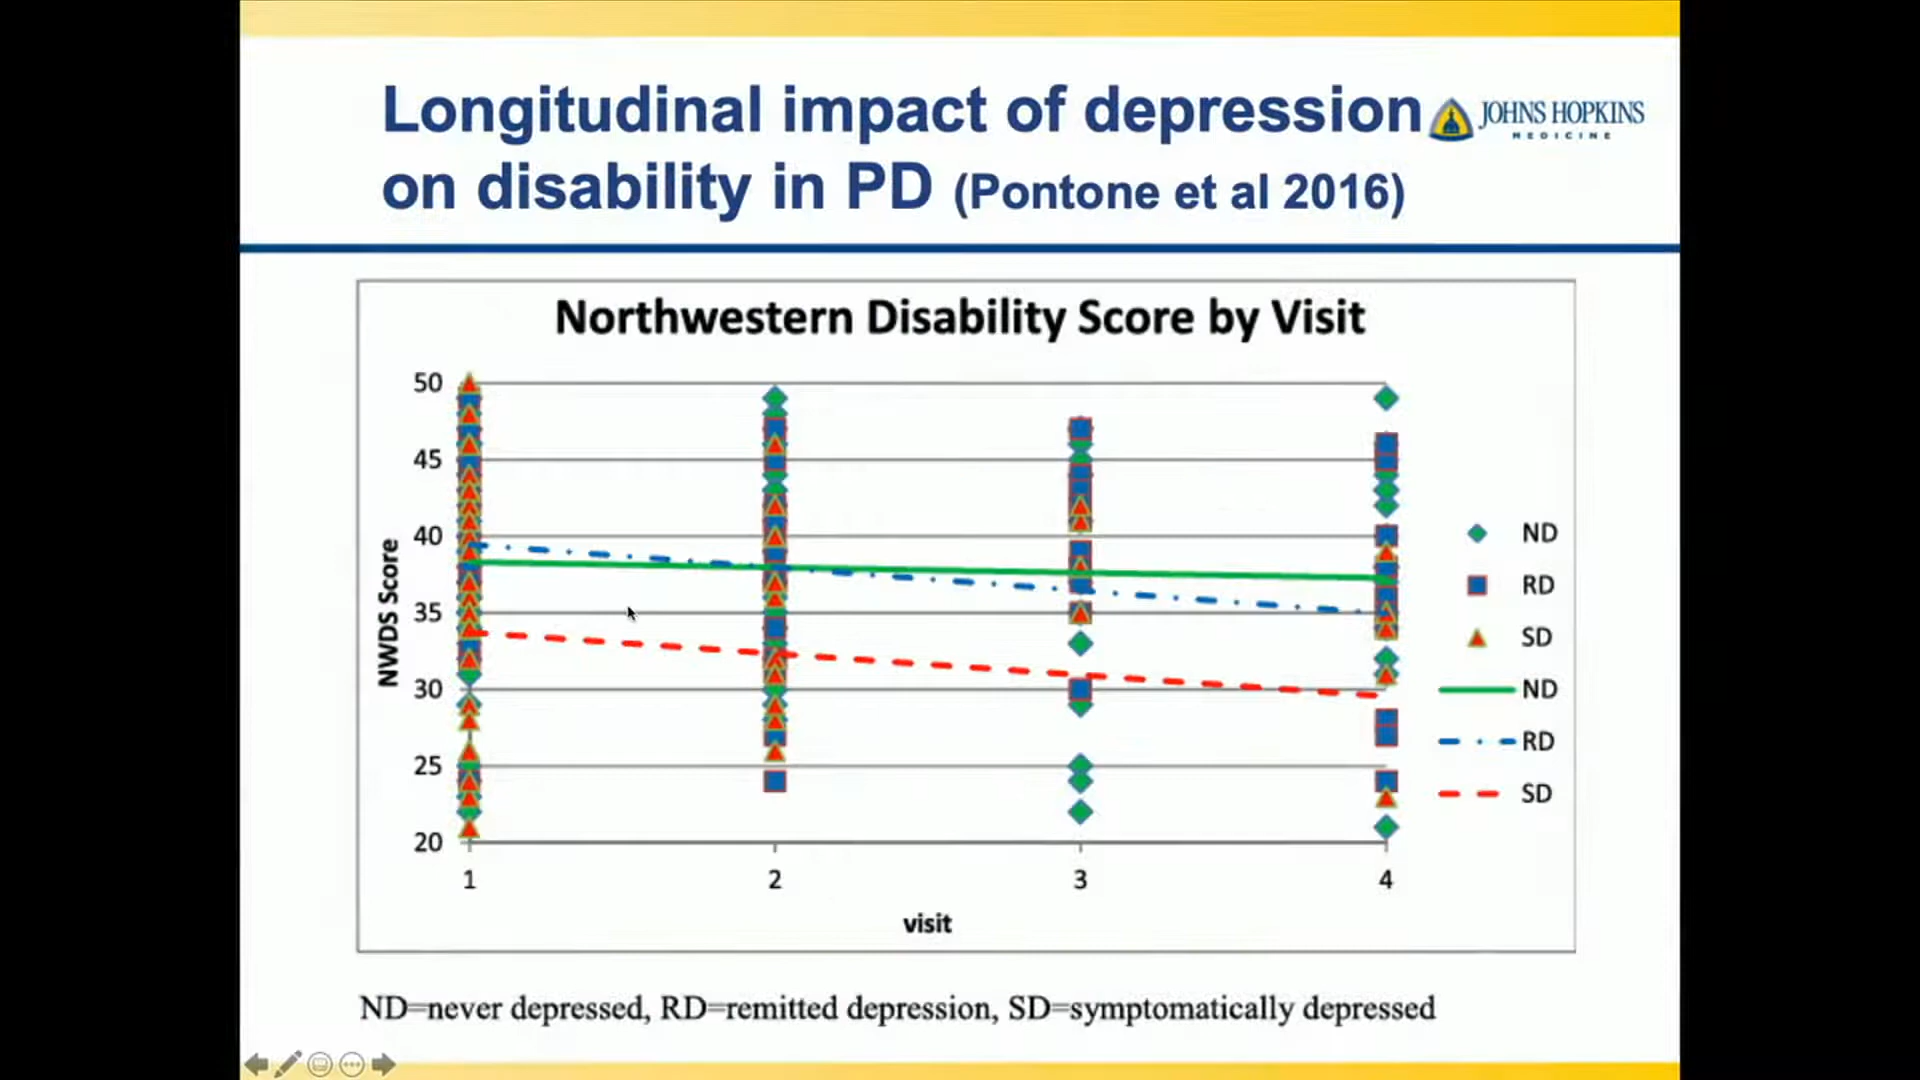 Longitudinal impact of depression
on disability in PD (Pontone et al 2016)
JOHNS HOPKINS
MEDICINE
Northwestern Disability Score by Visit
NWDS Score
50
45
40
35
30
25
20
1 2 3 4
visit
ND
RD
SD
ND
RD
SD
ND=never depressed, RD=remitted depression, SD=symptomatically depressed